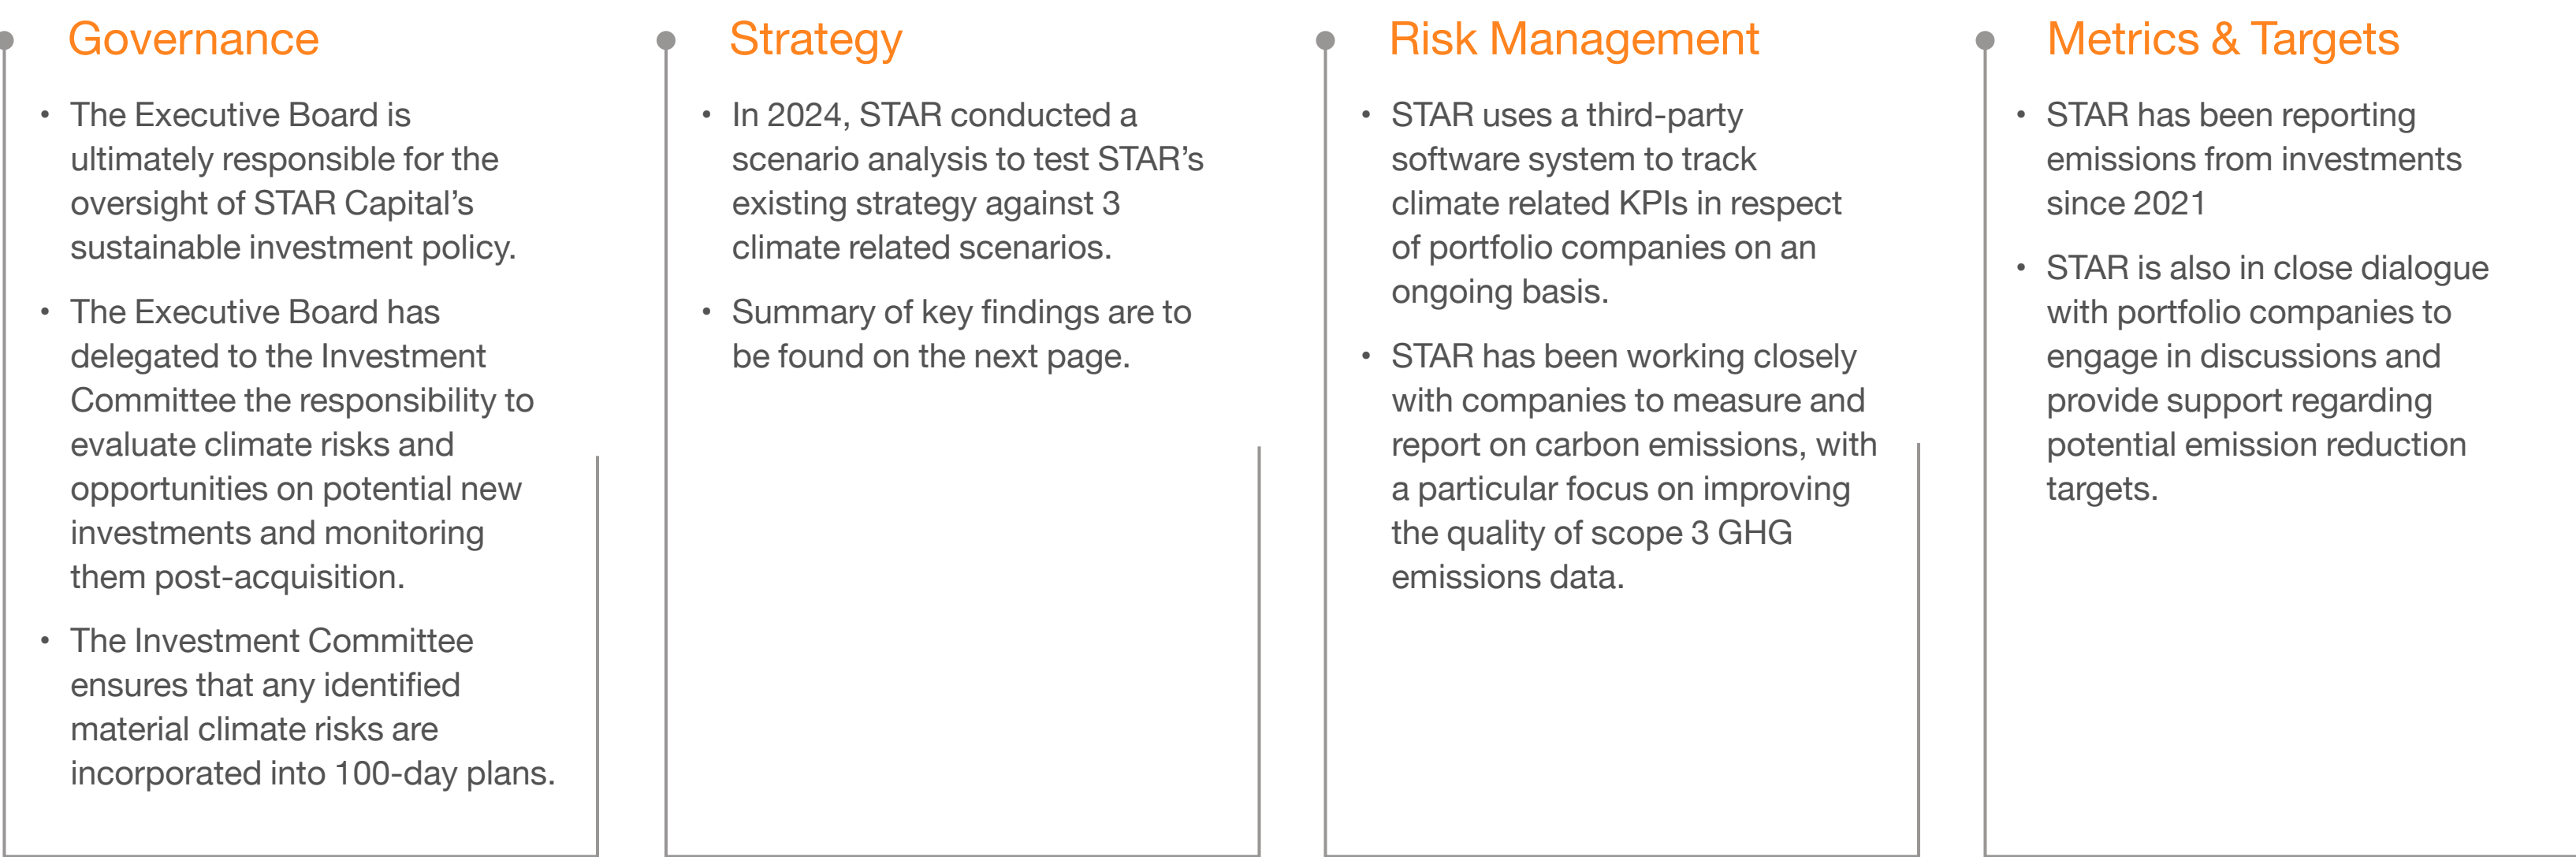 Governance
• The Executive Board is
ultimately responsible for the
oversight of STAR Capital’s
sustainable investment policy.
• The Executive Board has
delegated to the Investment
Committee the responsibility to
evaluate climate risks and
opportunities on potential new
investments and monitoring
them post-acquisition.
• The Investment Committee
ensures that any identified
material climate risks are
incorporated into 100-day plans.
Strategy
• In 2024, STAR conducted a
scenario analysis to test STAR’s
existing strategy against 3
climate related scenarios.
• Summary of key findings are to
be found on the next page.
Risk Management
• STAR uses a third-party
software system to track
climate related KPIs in respect
of portfolio companies on an
ongoing basis.
• STAR has been working closely
with companies to measure and
report on carbon emissions, with
a particular focus on improving
the quality of scope 3 GHG
emissions data.
Metrics & Targets
• STAR has been reporting
emissions from investments
since 2021
• STAR is also in close dialogue
with portfolio companies to
engage in discussions and
provide support regarding
potential emission reduction
targets.